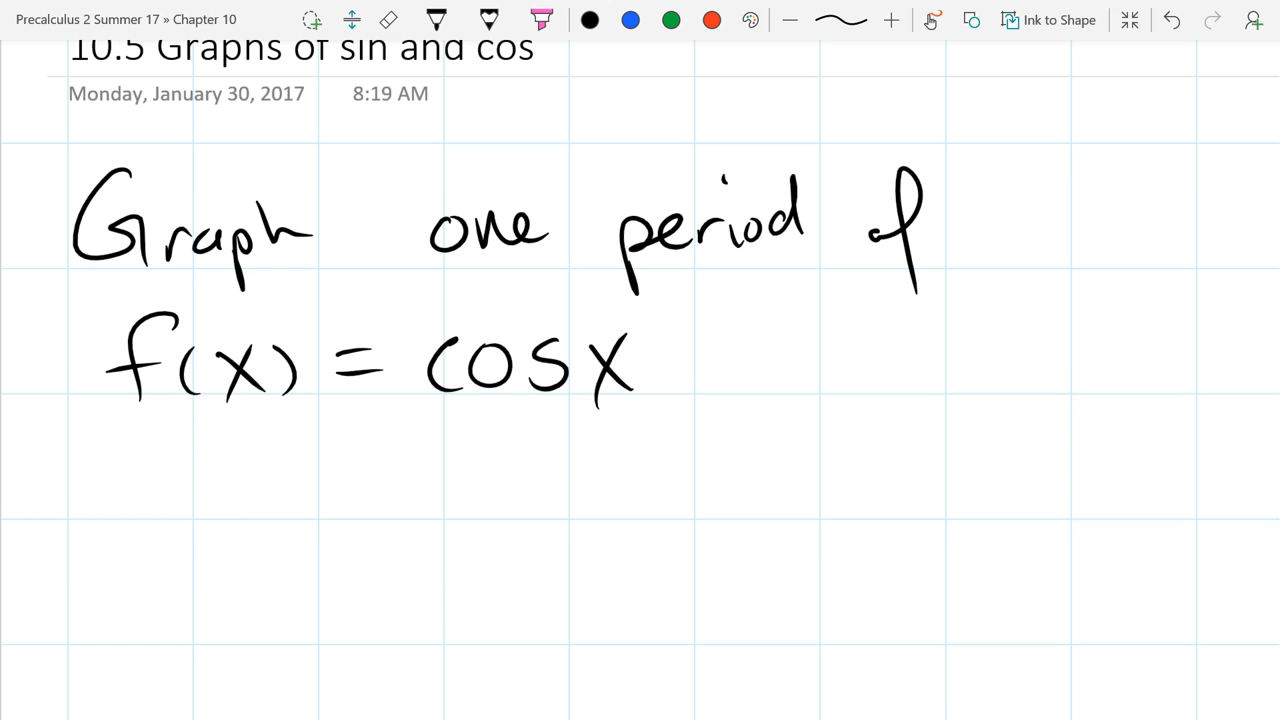 Precalculus 2 Summer 17 » Chapter 10
Ink to Shape
10.5 Graphs of sin and cos
Monday, January 30, 2017 8:19 AM
Graph one period of
f(x) = cosx